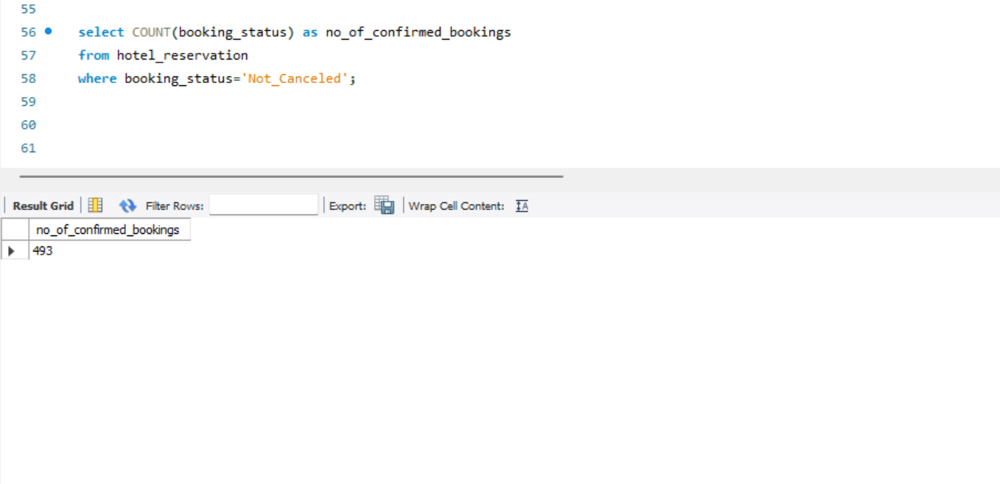 55
56 select COUNT(booking_status) as no_of_confirmed_bookings
57 from hotel_reservation
58 where booking_status='Not_Canceled';
59
60
61
Result Grid Filter Rows: Export: Wrap Cell Content: IA
no_of_confirmed_bookings
493